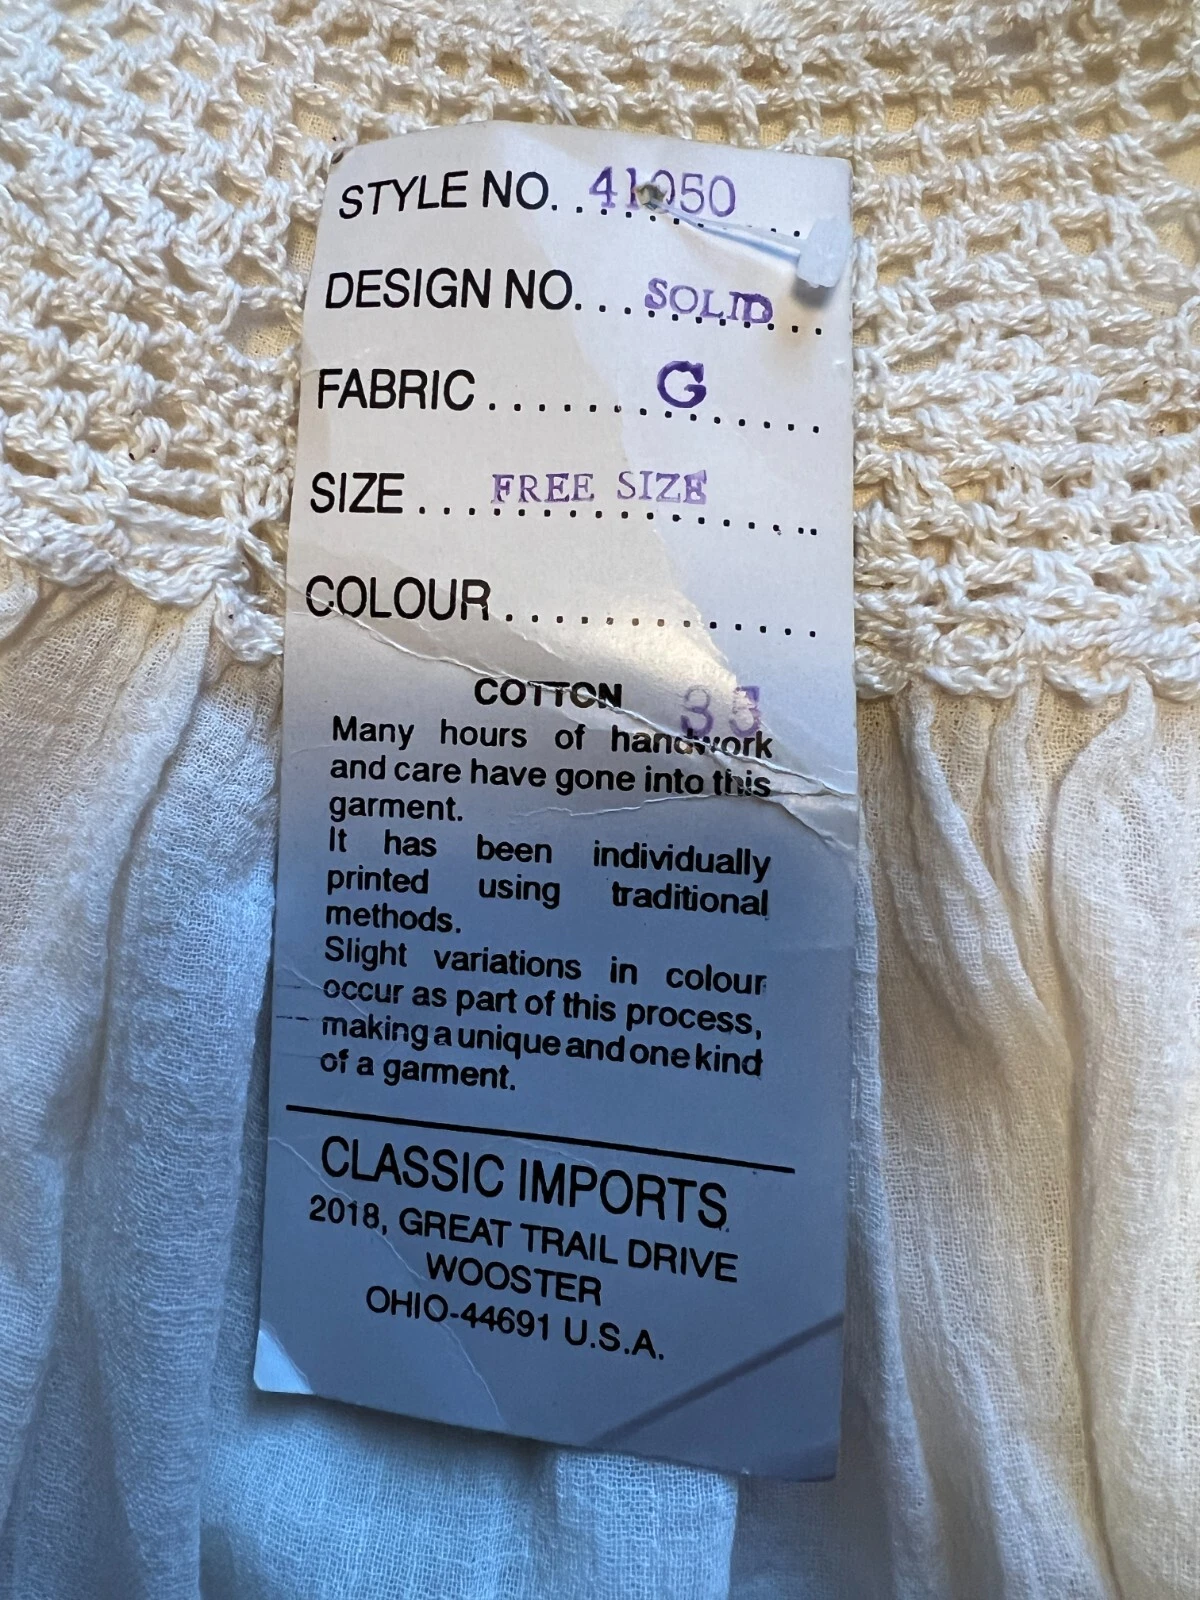 STYLE NO. . . 41050 . . .
DESIGN NO. . . . SOLID . . .
FABRIC . . . . . . G . . . . . .
SIZE . . . . FREE SIZE . . . .
COLOUR . . . . . . . . . . . . .
COTTON 33
Many hours of handwork
and care have gone into this
garment.
It has been individually
printed using traditional
methods.
Slight variations in colour
occur as part of this process,
making a unique and one kind
of a garment.
CLASSIC IMPORTS
2018, GREAT TRAIL DRIVE
WOOSTER
OHIO-44691 U.S.A.